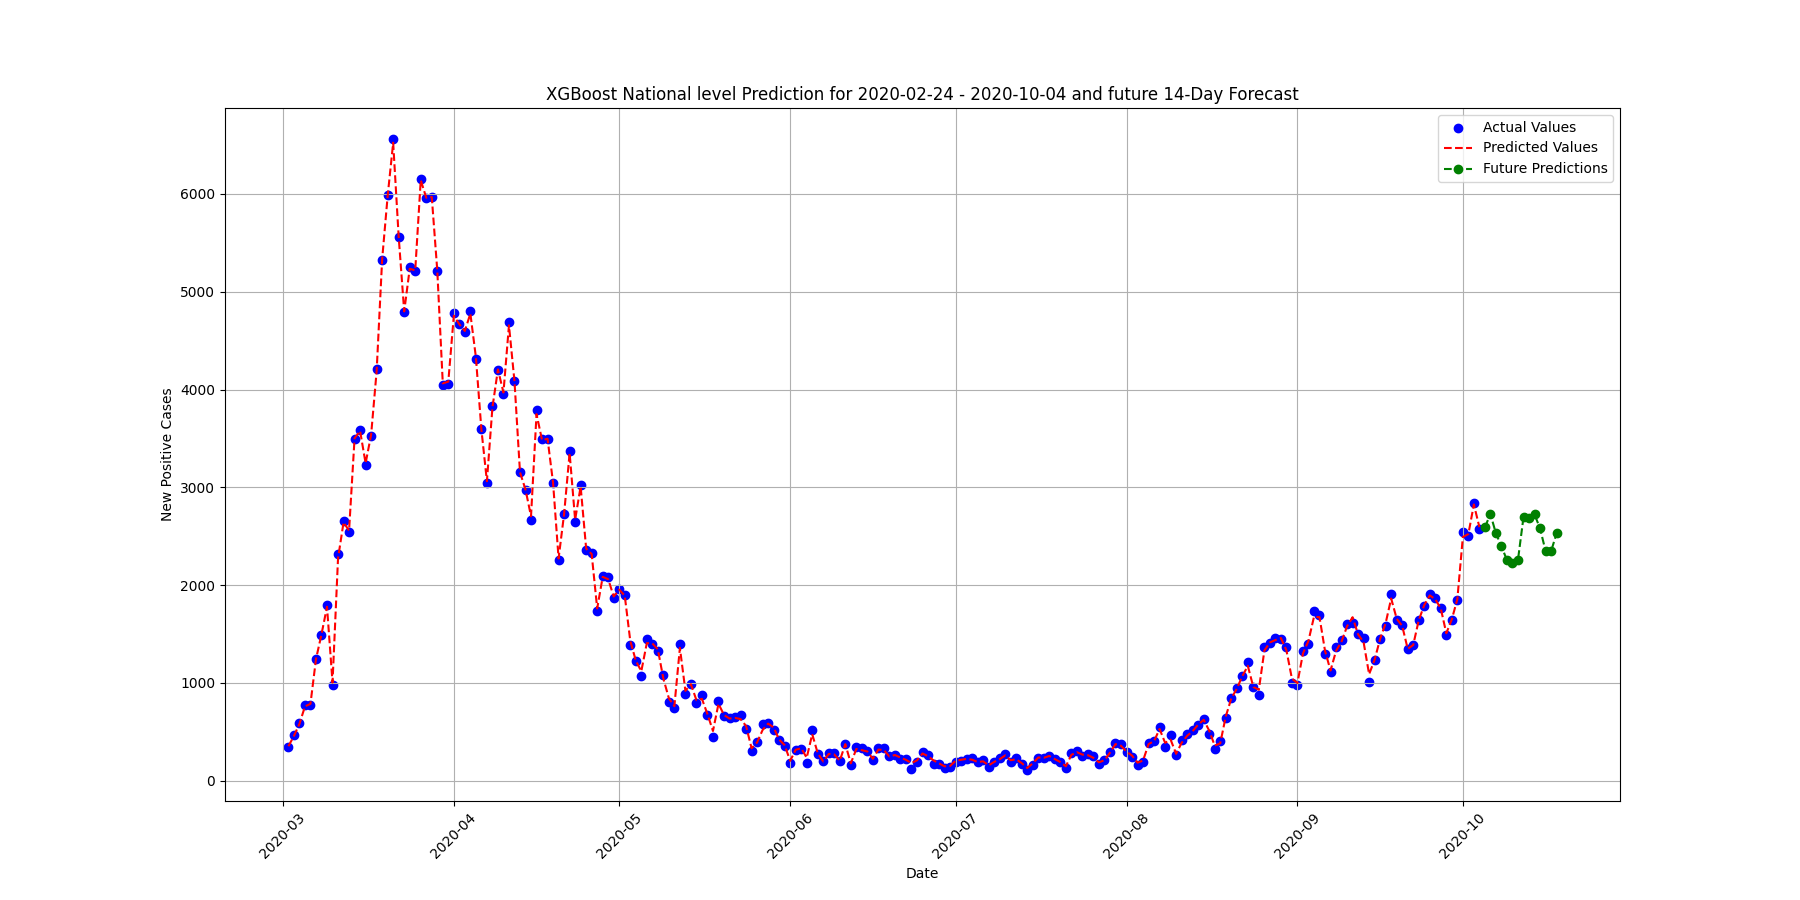 XGBoost National level Prediction for 2020-02-24 - 2020-10-04 and future 14-Day Forecast
Actual Values
Predicted Values
Future Predictions
New Positive Cases
6000
5000
4000
3000
2000
1000
0
2020-03
2020-04
2020-05
2020-06
2020-07
2020-08
2020-09
2020-10
Date